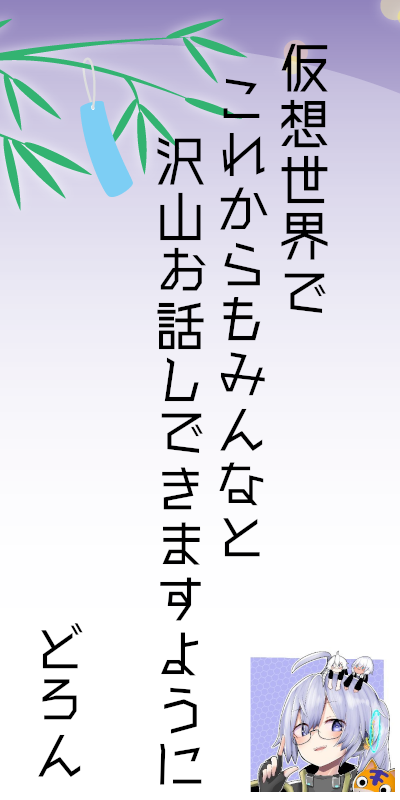 仮想世界で
これからもみんなと
沢山お話しできますように
どろん